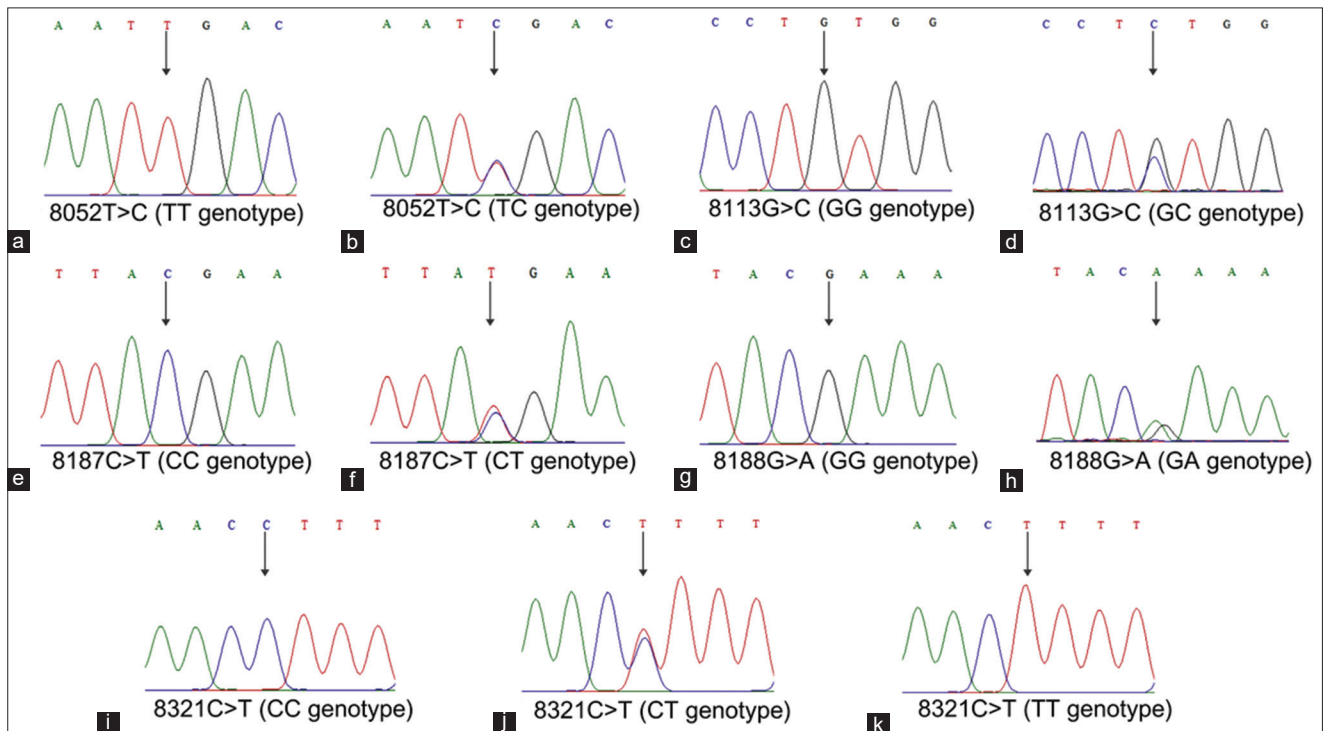 A A T T G A C
A A T C G A C
C C T G T G G
C C T C T G G
8052T>C (TT genotype)
8052T>C (TC genotype)
8113G>C (GG genotype)
8113G>C (GC genotype)
a
b
c
d
T T A C G A A
T T A T G A A
T A C G A A A
T A C A A A A
8187C>T (CC genotype)
8187C>T (CT genotype)
8188G>A (GG genotype)
8188G>A (GA genotype)
e
f
g
h
A A C C T T T
A A C T T T T
A A C T T T T
8321C>T (CC genotype)
8321C>T (CT genotype)
8321C>T (TT genotype)
i
j
k